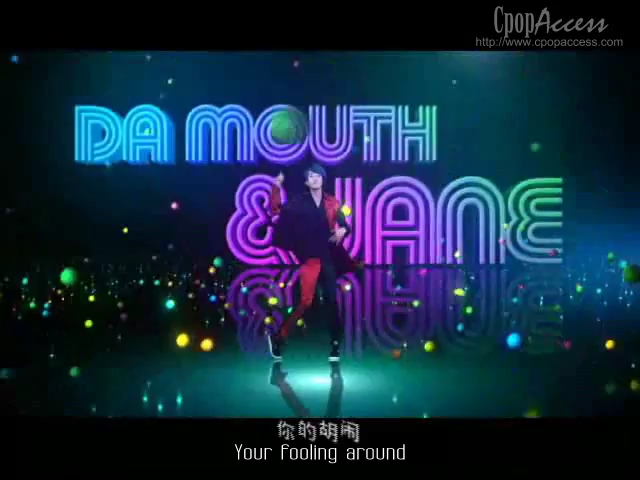 CpopAccess
http://www.cpopaccess.com
DA MOUTH
& JANE
你的胡闹
Your fooling around